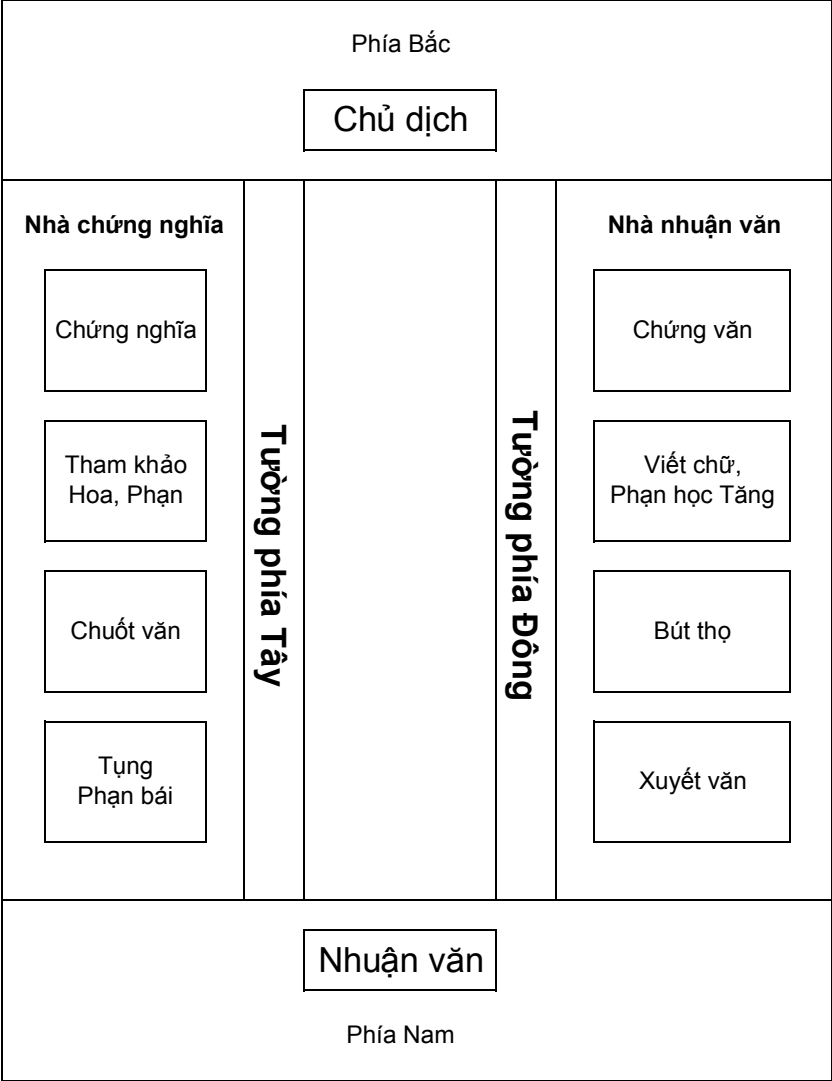 Phía Bắc
Chủ dịch
Nhà chứng nghĩa
Chứng nghĩa
Tham khảo
Hoa, Phạn
Chuốt văn
Tụng
Phạn bái
Tường phía Tây
Tường phía Đông
Nhà nhuận văn
Chứng văn
Viết chữ,
Phạn học Tăng
Bút thọ
Xuyết văn
Nhuận văn
Phía Nam